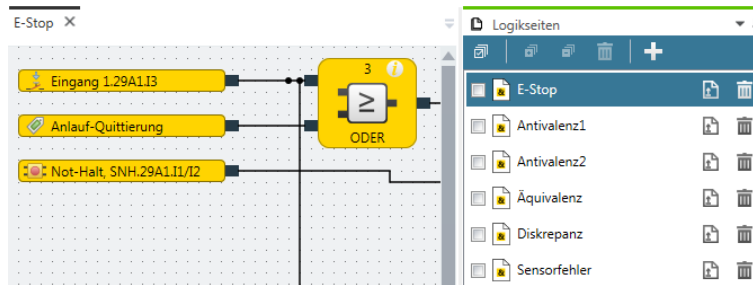 E-Stop
Eingang 1.29A1.I3
Anlauf-Quittierung
Not-Halt, SNH.29A1.I1/I2
3
≥
ODER
Logikseiten
E-Stop
Antivalenz1
Antivalenz2
Äquivalenz
Diskrepanz
Sensorfehler